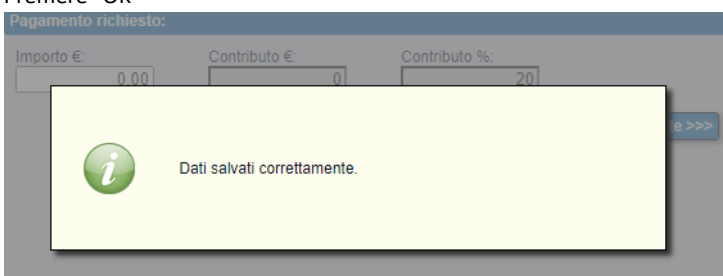 Premere "OK"
Pagamento richiesto:
Importo €: Contributo €: Contributo %:
0.00 0 20
e >>>
Dati salvati correttamente.